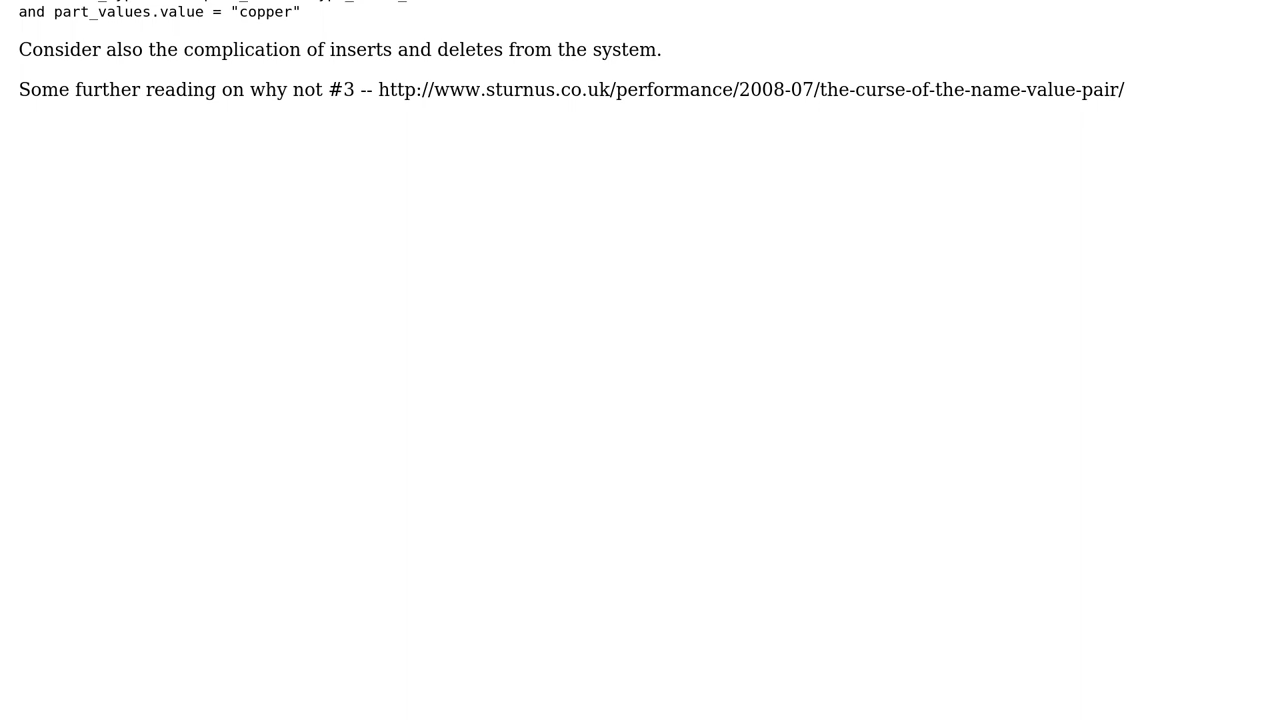 and part_values.value = "copper"
Consider also the complication of inserts and deletes from the system.
Some further reading on why not #3 -- http://www.sturnus.co.uk/performance/2008-07/the-curse-of-the-name-value-pair/